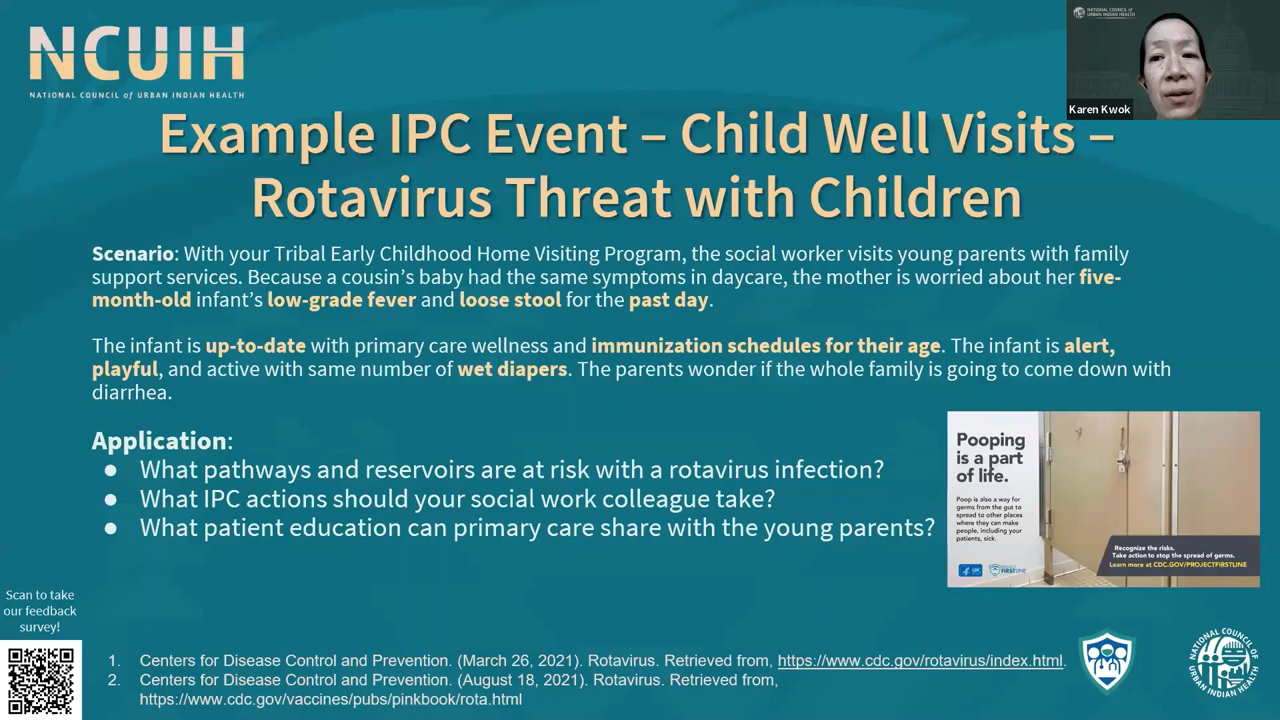 NCUIH
NATIONAL COUNCIL of URBAN INDIAN HEALTH
NATIONAL COUNCIL of
URBAN INDIAN HEALTH
Karen Kwok
Example IPC Event – Child Well Visits –
Rotavirus Threat with Children
Scenario: With your Tribal Early Childhood Home Visiting Program, the social worker visits young parents with family
support services. Because a cousin’s baby had the same symptoms in daycare, the mother is worried about her five-
month-old infant’s low-grade fever and loose stool for the past day.
The infant is up-to-date with primary care wellness and immunization schedules for their age. The infant is alert,
playful, and active with same number of wet diapers. The parents wonder if the whole family is going to come down with
diarrhea.
Application:
● What pathways and reservoirs are at risk with a rotavirus infection?
● What IPC actions should your social work colleague take?
● What patient education can primary care share with the young parents?
Pooping
is a part
of life.
Poop is also a way for
germs from the gut to
spread to other places
where they can make
people, including your
patients, sick.
Recognize the risks.
Take action to stop the spread of germs.
Learn more at CDC.GOV/PROJECTFIRSTLINE
CDC
FIRSTLINE
Scan to take
our feedback
survey!
1. Centers for Disease Control and Prevention. (March 26, 2021). Rotavirus. Retrieved from, https://www.cdc.gov/rotavirus/index.html.
2. Centers for Disease Control and Prevention. (August 18, 2021). Rotavirus. Retrieved from,
https://www.cdc.gov/vaccines/pubs/pinkbook/rota.html
NATIONAL COUNCIL of URBAN INDIAN HEALTH